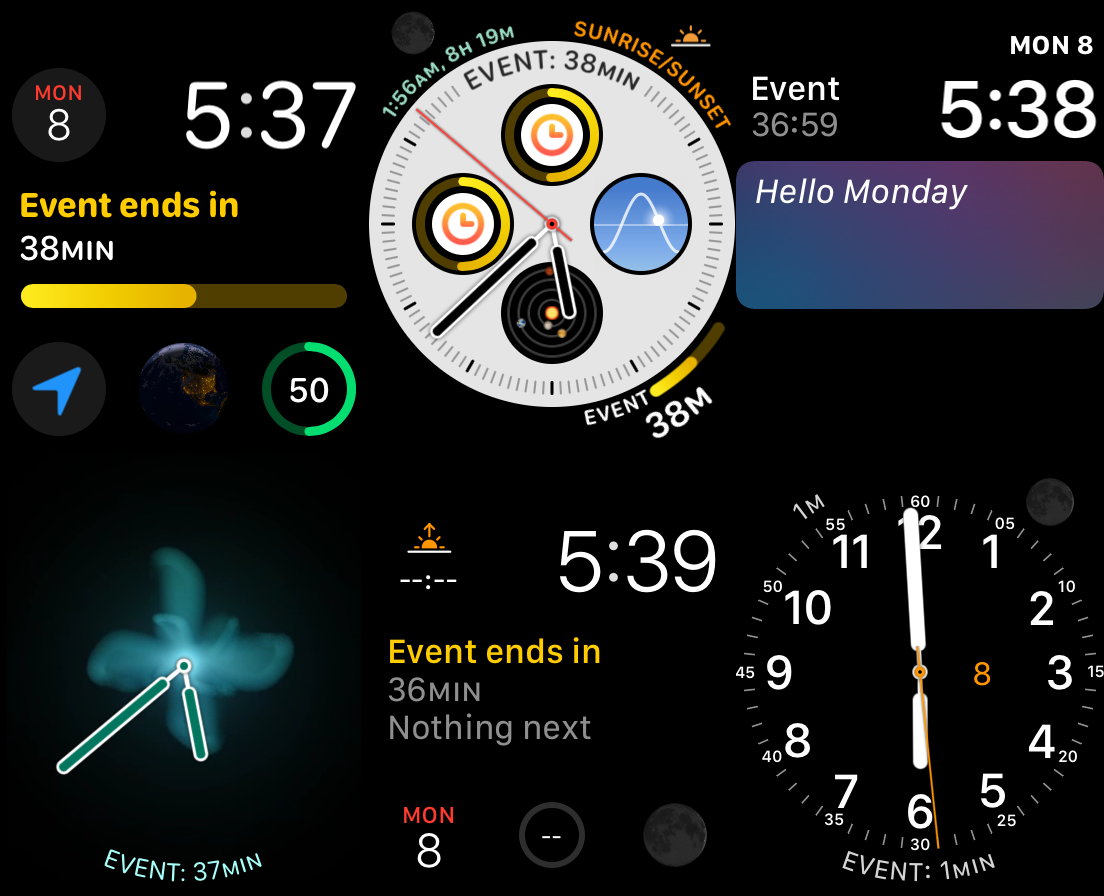 MON
8
5:37
Event ends in
38MIN
50
1:56AM, 8H 19M
SUNRISE/SUNSET
EVENT: 38MIN
EVENT
38M
MON 8
Event
36:59
5:38
Hello Monday
EVENT: 37MIN
--:--
5:39
Event ends in
36MIN
Nothing next
MON
8
--
1M
60
05
10
15
20
25
30
35
40
45
50
55
12
1
2
3
4
5
6
7
8
9
10
11
8
EVENT: 1MIN